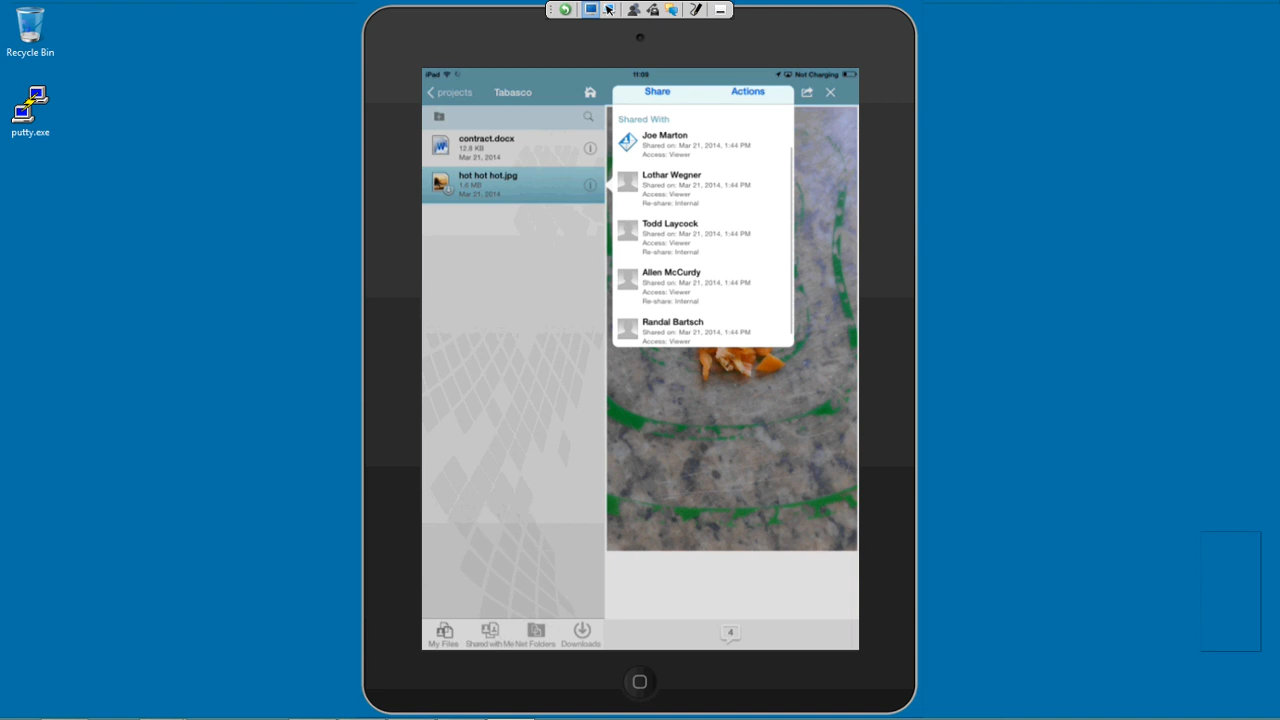 Recycle Bin
putty.exe
iPad
11:09
Not Charging
projects
Tabasco
Share
Actions
contract.docx
12.8 KB
Mar 21, 2014
hot hot hot.jpg
1.6 MB
Mar 21, 2014
Shared With
Joe Marton
Shared on: Mar 21, 2014, 1:44 PM
Access: Viewer
Lothar Wegner
Shared on: Mar 21, 2014, 1:44 PM
Access: Viewer
Re-share: Internal
Todd Laycock
Shared on: Mar 21, 2014, 1:44 PM
Access: Viewer
Re-share: Internal
Allen McCurdy
Shared on: Mar 21, 2014, 1:44 PM
Access: Viewer
Re-share: Internal
Randal Bartsch
Shared on: Mar 21, 2014, 1:44 PM
Access: Viewer
My Files
Shared with Me
Net Folders
Downloads
4